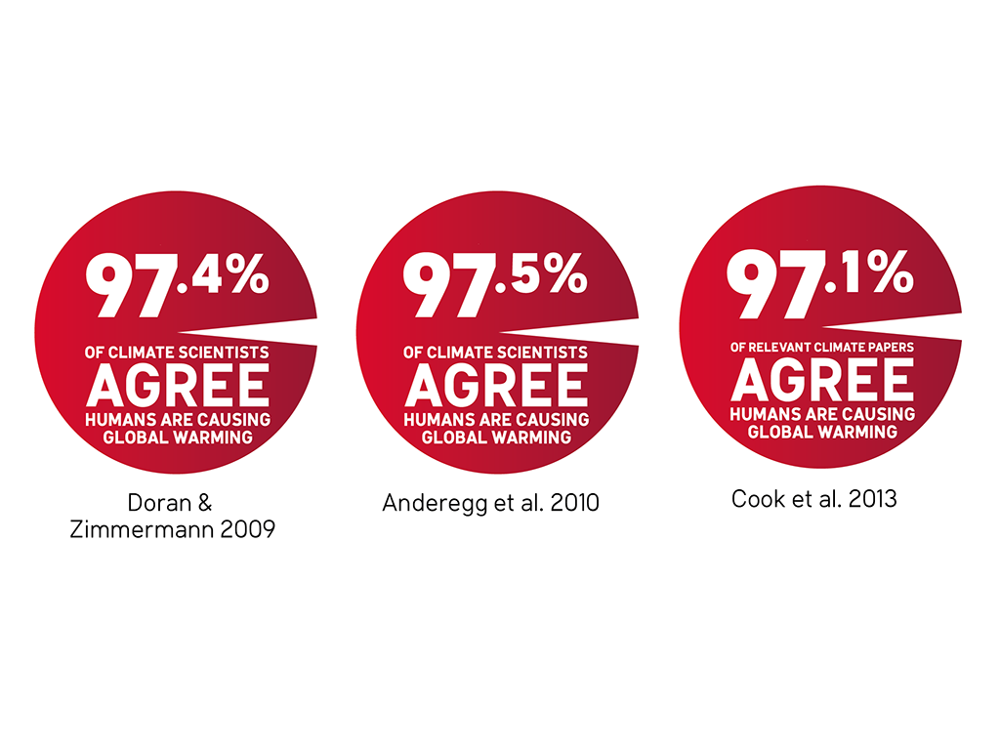 97.4%
OF CLIMATE SCIENTISTS
AGREE
HUMANS ARE CAUSING
GLOBAL WARMING
Doran &
Zimmermann 2009
97.5%
OF CLIMATE SCIENTISTS
AGREE
HUMANS ARE CAUSING
GLOBAL WARMING
Anderegg et al. 2010
97.1%
OF RELEVANT CLIMATE PAPERS
AGREE
HUMANS ARE CAUSING
GLOBAL WARMING
Cook et al. 2013